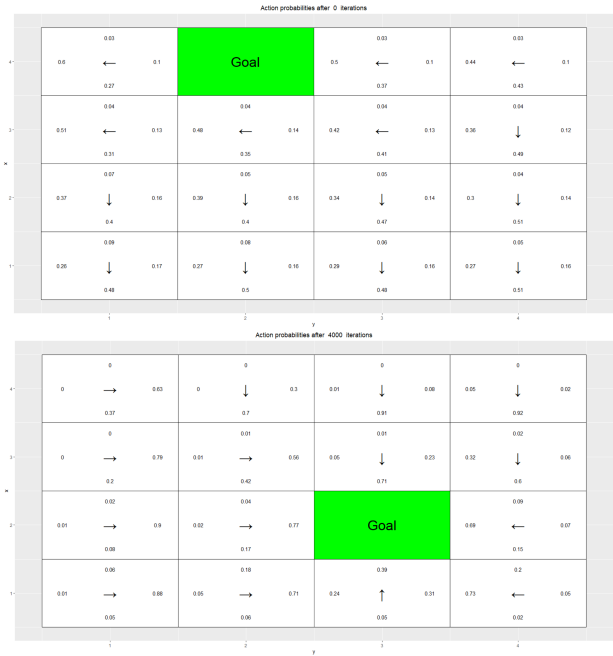 Action probabilities after 0 iterations
0.03 0.03 0.03
4 0.6 ← 0.1 Goal 0.5 ← 0.1 0.44 ← 0.1
0.27 0.37 0.43
0.04 0.04 0.04 0.04
3 0.51 ← 0.13 0.48 ← 0.14 0.42 ← 0.13 0.36 ↓ 0.12
0.31 0.35 0.41 0.49
x
0.07 0.05 0.05 0.04
2 0.37 ↓ 0.16 0.39 ↓ 0.16 0.34 ↓ 0.14 0.3 ↓ 0.14
0.4 0.4 0.47 0.51
0.09 0.08 0.06 0.05
1 0.26 ↓ 0.17 0.27 ↓ 0.16 0.29 ↓ 0.16 0.27 ↓ 0.16
0.48 0.5 0.48 0.51
1 2 3 4
y
Action probabilities after 4000 iterations
0 0 0 0
4 0 → 0.63 0 ↓ 0.3 0.01 ↓ 0.08 0.05 ↓ 0.02
0.37 0.7 0.91 0.92
0 0.01 0.01 0.02
3 0 → 0.79 0.01 → 0.56 0.05 ↓ 0.23 0.32 ↓ 0.06
0.2 0.42 0.71 0.6
x
0.02 0.04 0.09
2 0.01 → 0.9 0.02 → 0.77 Goal 0.69 ← 0.07
0.08 0.17 0.15
0.06 0.18 0.39 0.2
1 0.01 → 0.88 0.05 → 0.71 0.24 ↑ 0.31 0.73 ← 0.05
0.05 0.06 0.05 0.02
1 2 3 4
y